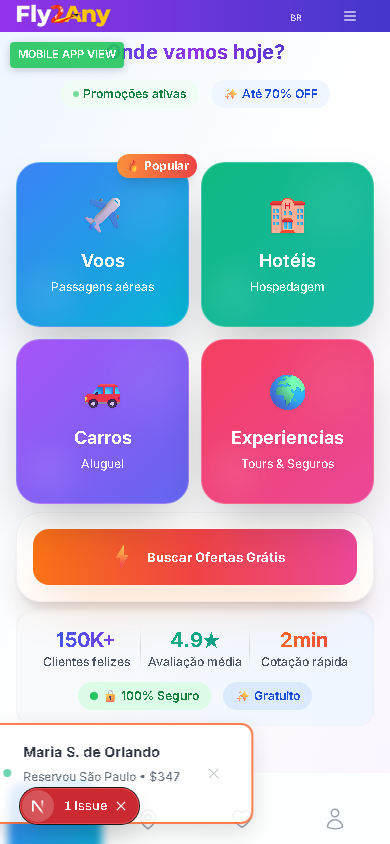 Fly2Any
BR
MOBILE APP VIEW
nde vamos hoje?
Promoções ativas
✨ Até 70% OFF
🔥 Popular
Voos
Passagens aéreas
Hotéis
Hospedagem
Carros
Aluguel
Experiencias
Tours & Seguros
Buscar Ofertas Grátis
150K+
Clientes felizes
4.9★
Avaliação média
2min
Cotação rápida
🔒 100% Seguro
✨ Gratuito
Maria S. de Orlando
Reservou São Paulo • $347
N
1 Issue